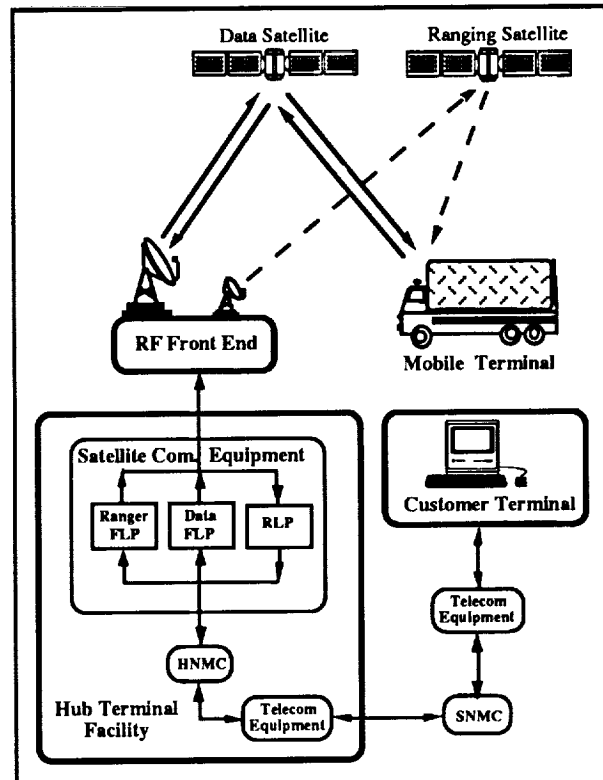 Data Satellite
Ranging Satellite
RF Front End
Mobile Terminal
Satellite Com. Equipment
Ranger
FLP
Data
FLP
RLP
Customer Terminal
Telecom
Equipment
HNMC
Hub Terminal
Facility
Telecom
Equipment
SNMC